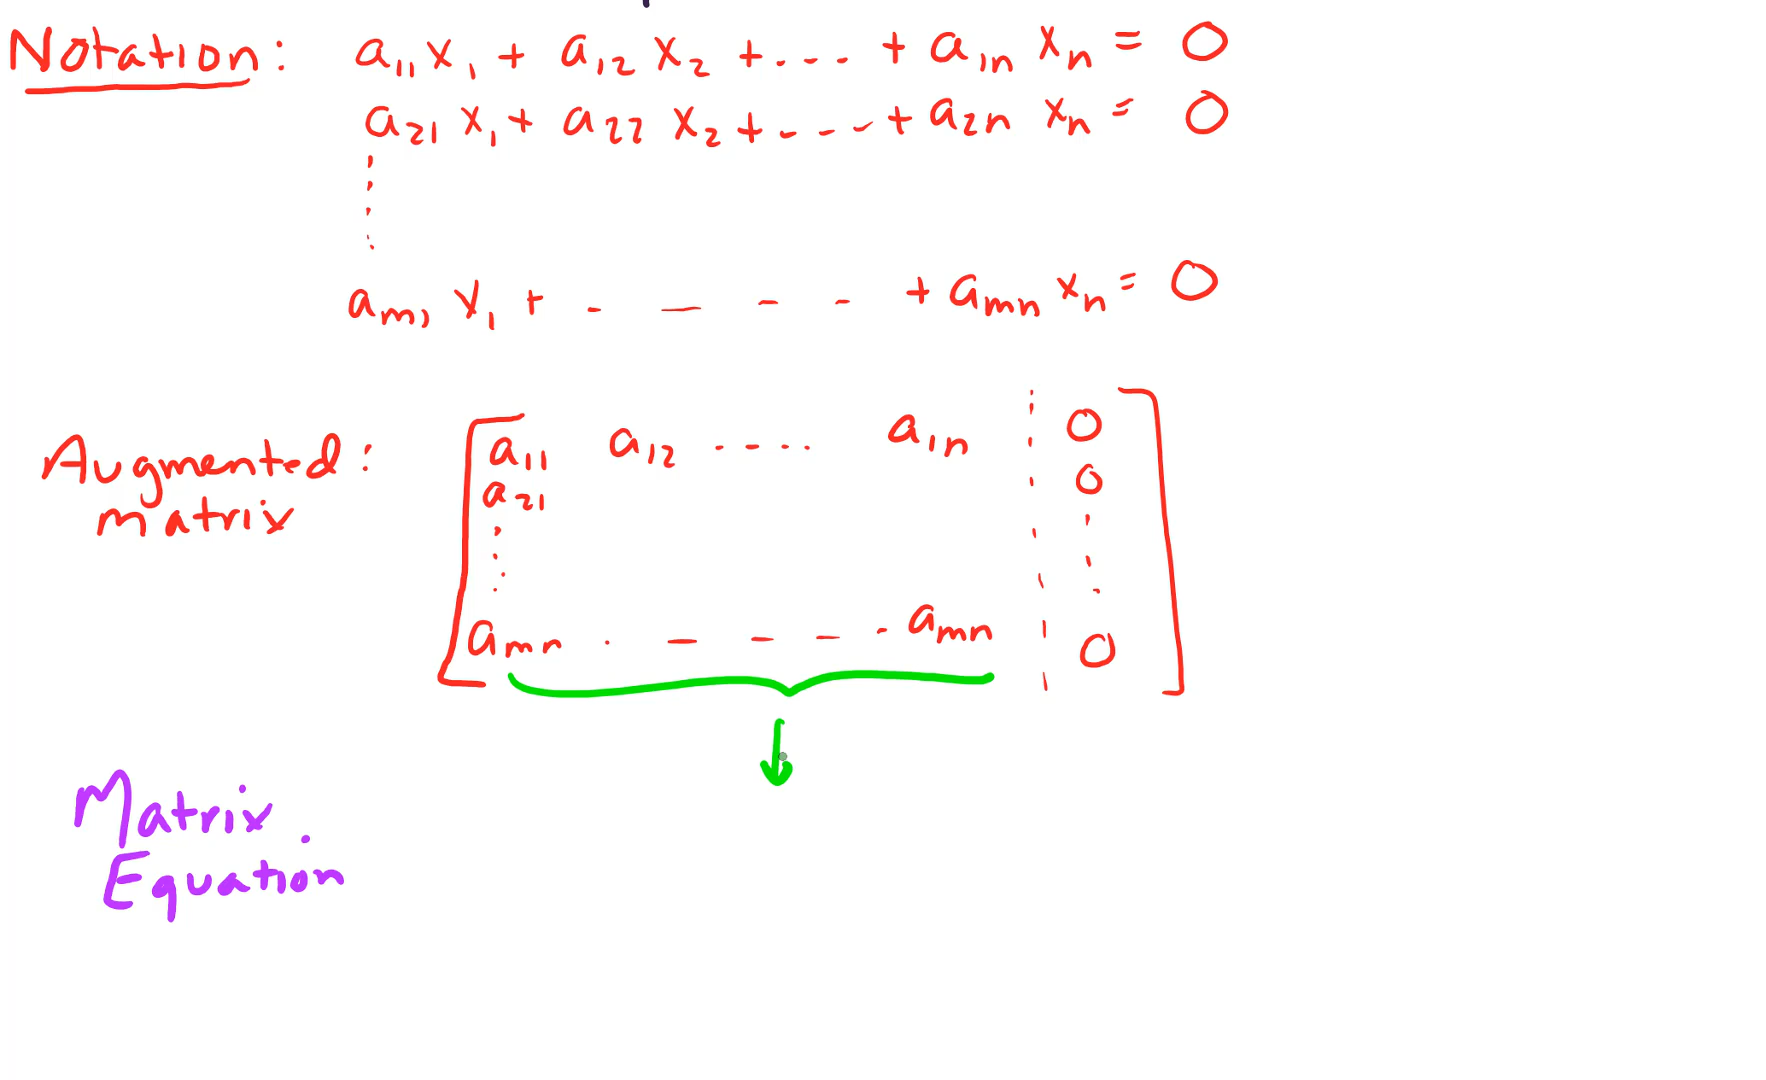 Notation: a₁₁ x₁ + a₁₂ x₂ + .... + a₁ₙ xₙ = 0
a₂₁ x₁ + a₂₂ x₂ + .... + a₂ₙ xₙ = 0
⋮
aₘ₁ x₁ + - - - - + aₘₙ xₙ = 0
Augmented: a₁₁ a₁₂ ..... a₁ₙ 0
matrix a₂₁ 0
⋮ ⋮
aₘₙ . - - - - aₘₙ 0
Matrix
Equation